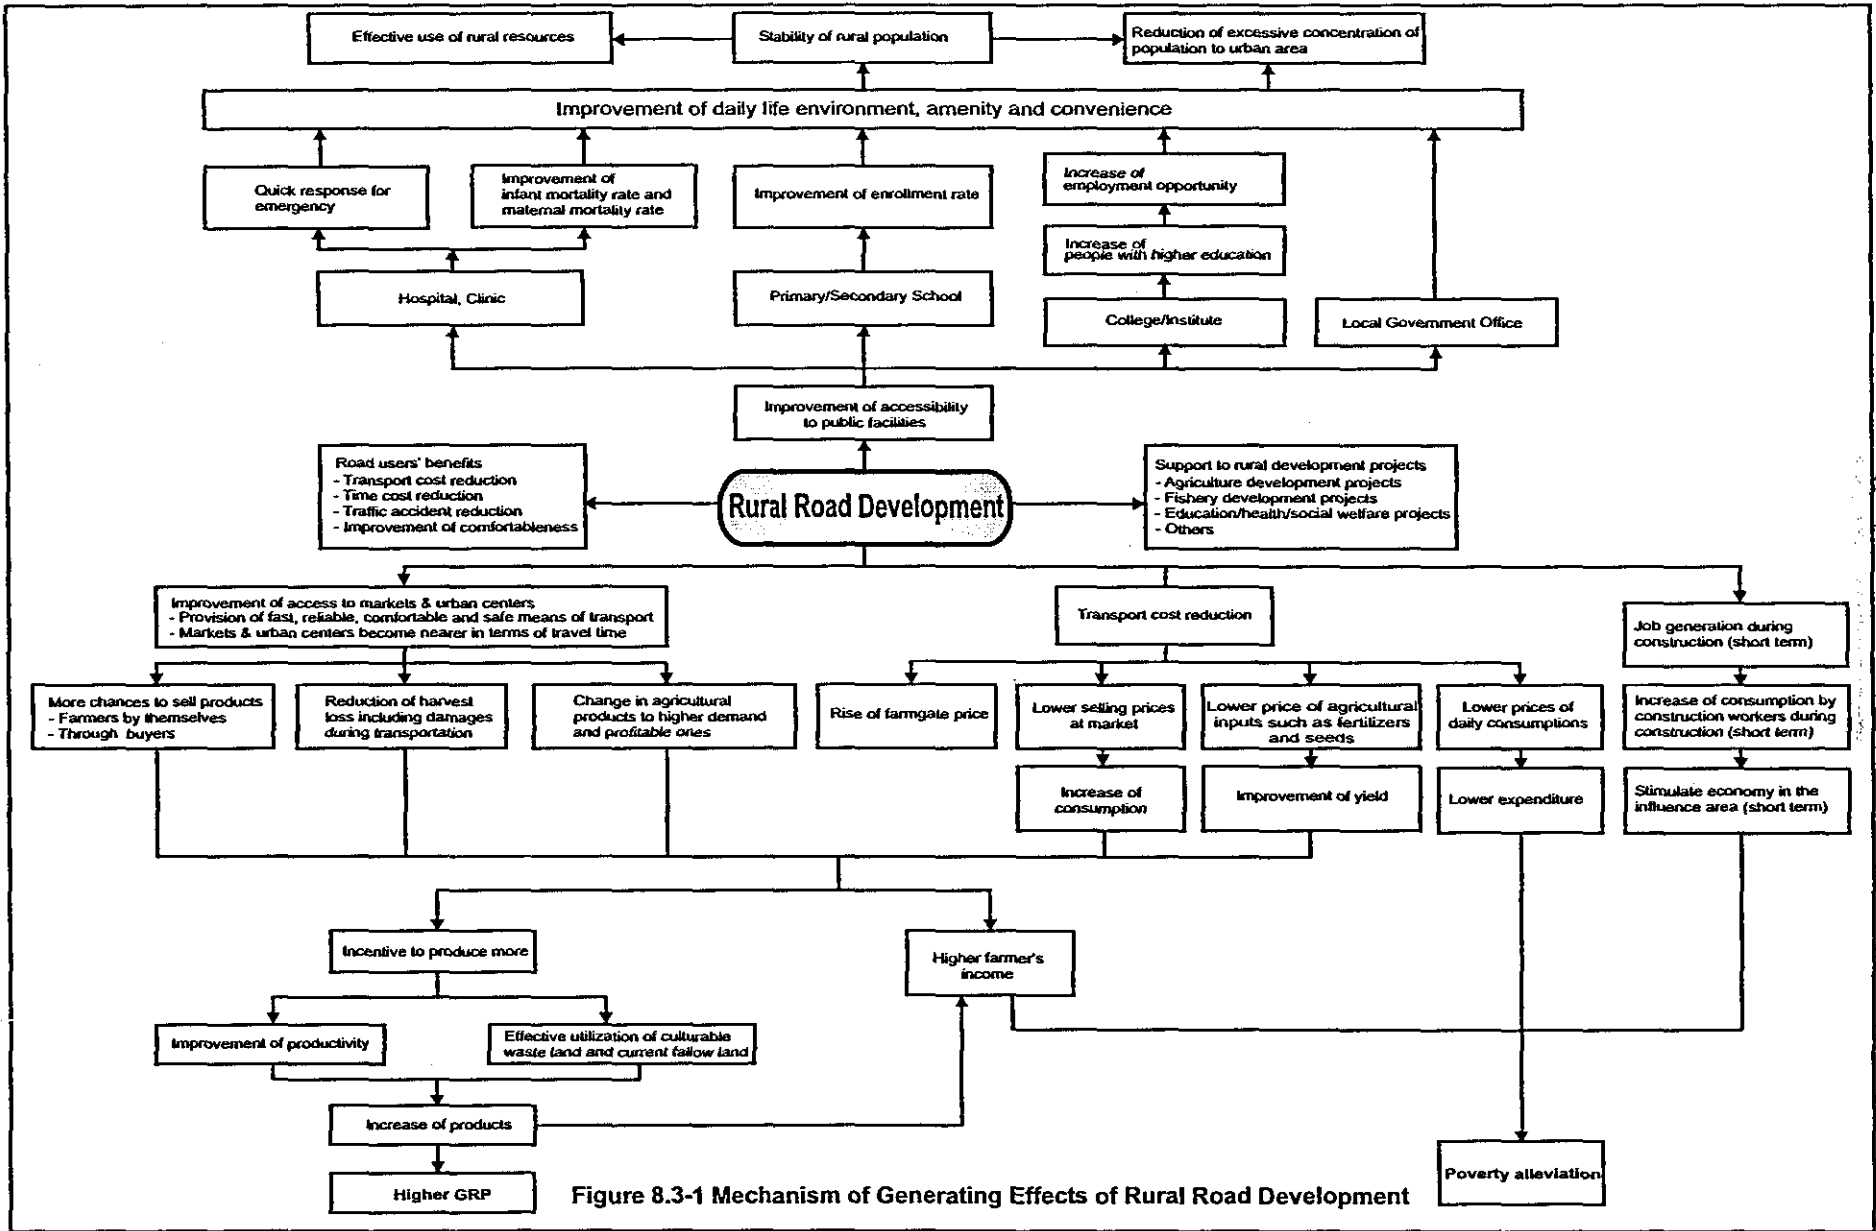 Effective use of rural resources
Stability of rural population
Reduction of excessive concentration of
population to urban area
Improvement of daily life environment, amenity and convenience
Quick response for
emergency
Improvement of
infant mortality rate and
maternal mortality rate
Improvement of enrollment rate
Increase of
employment opportunity
Increase of
people with higher education
Hospital, Clinic
Primary/Secondary School
College/Institute
Local Government Office
Improvement of accessibility
to public facilities
Road users' benefits
- Transport cost reduction
- Time cost reduction
- Traffic accident reduction
- Improvement of comfortableness
Rural Road Development
Support to rural development projects
- Agriculture development projects
- Fishery development projects
- Education/health/social welfare projects
- Others
Improvement of access to markets & urban centers
- Provision of fast, reliable, comfortable and safe means of transport
- Markets & urban centers become nearer in terms of travel time
Transport cost reduction
Job generation during
construction (short term)
More chances to sell products
- Farmers by themselves
- Through buyers
Reduction of harvest
loss including damages
during transportation
Change in agricultural
products to higher demand
and profitable ones
Rise of farmgate price
Lower selling prices
at market
Lower price of agricultural
inputs such as fertilizers
and seeds
Lower prices of
daily consumptions
Increase of consumption by
construction workers during
construction (short term)
Increase of
consumption
Improvement of yield
Lower expenditure
Stimulate economy in the
influence area (short term)
Incentive to produce more
Higher farmer's
income
Improvement of productivity
Effective utilization of culturable
waste land and current fallow land
Increase of products
Higher GRP
Poverty alleviation
Figure 8.3-1 Mechanism of Generating Effects of Rural Road Development